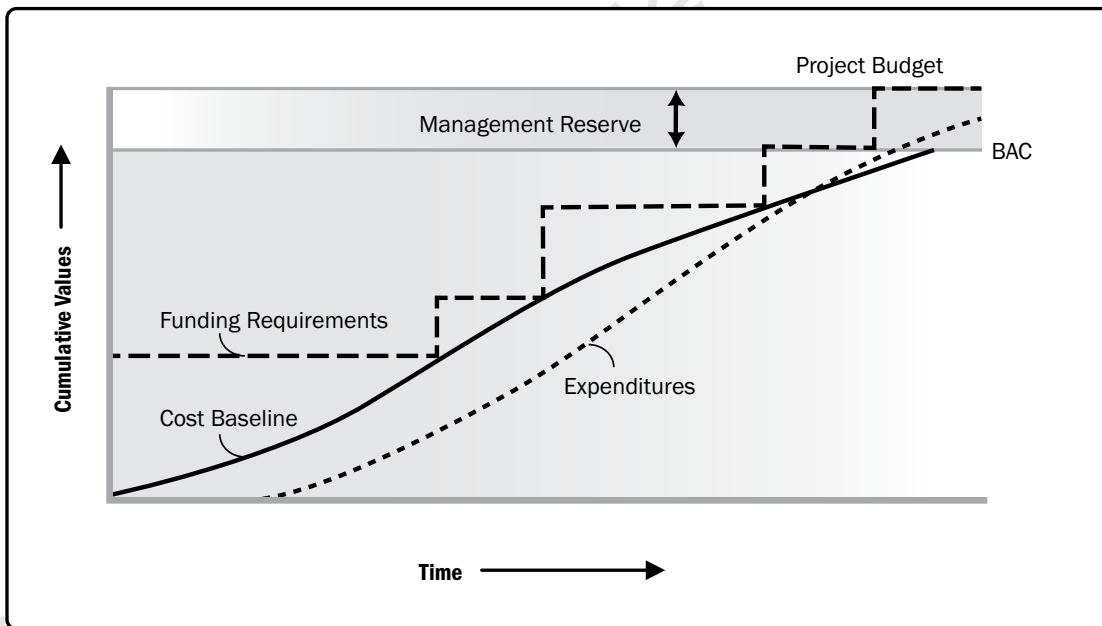 Project Budget
Management Reserve
BAC
Funding Requirements
Expenditures
Cost Baseline
Cumulative Values
Time